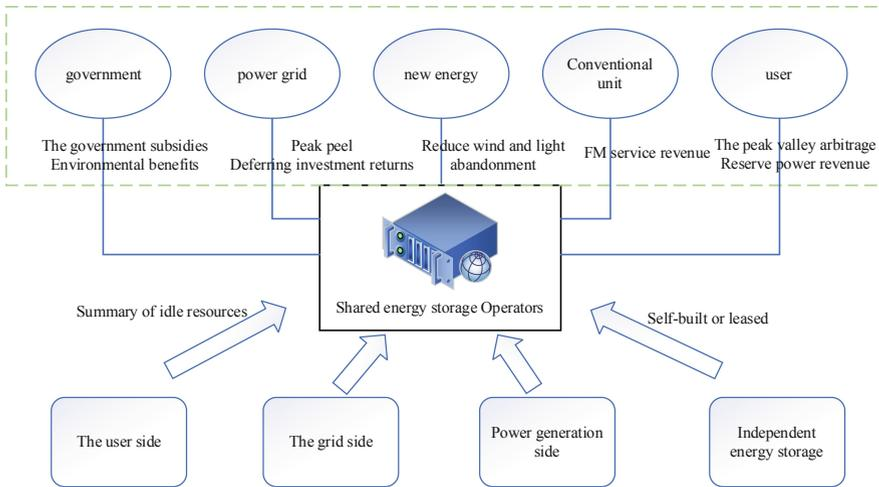 government
power grid
new energy
Conventional
unit
user
The government subsidies
Environmental benefits
Peak peel
Deferring investment returns
Reduce wind and light
abandonment
FM service revenue
The peak valley arbitrage
Reserve power revenue
Shared energy storage Operators
Summary of idle resources
Self-built or leased
The user side
The grid side
Power generation
side
Independent
energy storage